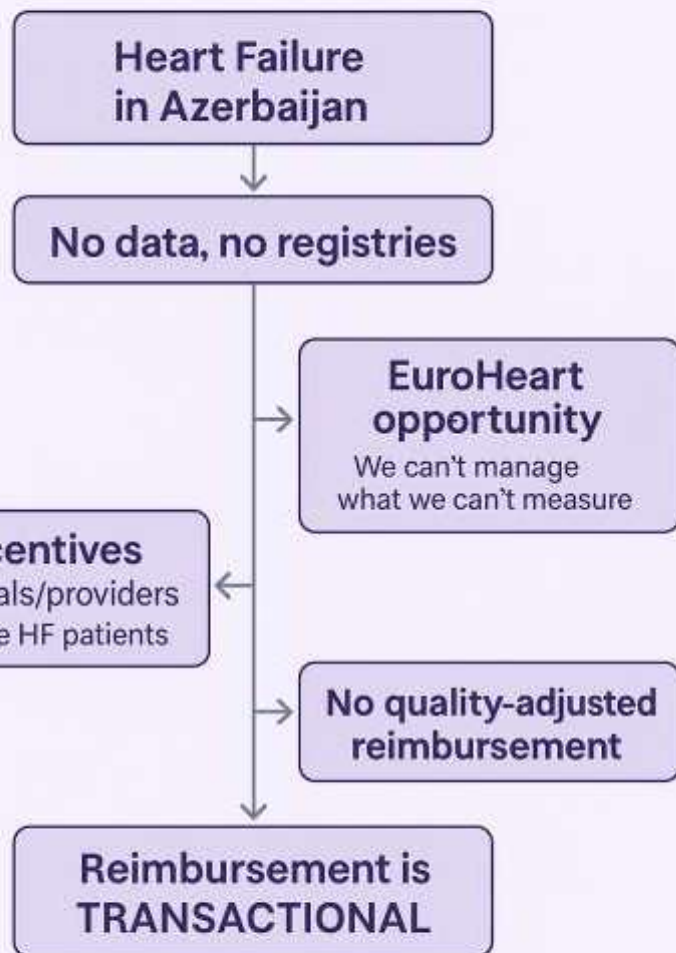 Heart Failure
in Azerbaijan
No data, no registries
EuroHeart
opportunity
We can't manage
what we can't measure
centives
als/providers
e HF patients
No quality-adjusted
reimbursement
Reimbursement is
TRANSACTIONAL